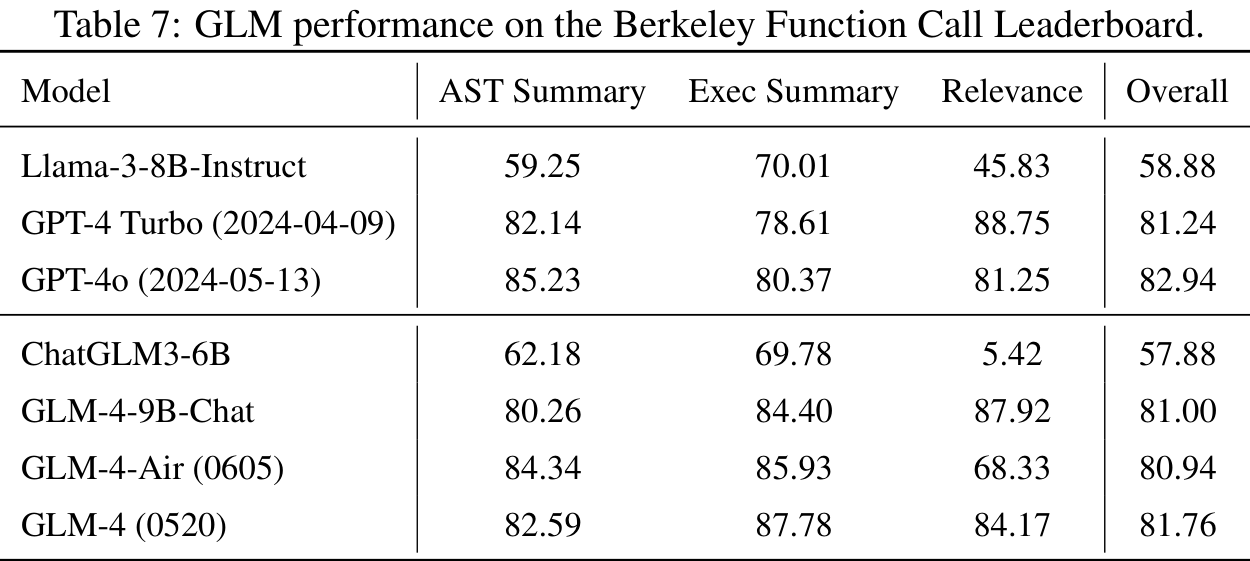 Table 7: GLM performance on the Berkeley Function Call Leaderboard.
Model AST Summary Exec Summary Relevance Overall
Llama-3-8B-Instruct 59.25 70.01 45.83 58.88
GPT-4 Turbo (2024-04-09) 82.14 78.61 88.75 81.24
GPT-4o (2024-05-13) 85.23 80.37 81.25 82.94
ChatGLM3-6B 62.18 69.78 5.42 57.88
GLM-4-9B-Chat 80.26 84.40 87.92 81.00
GLM-4-Air (0605) 84.34 85.93 68.33 80.94
GLM-4 (0520) 82.59 87.78 84.17 81.76